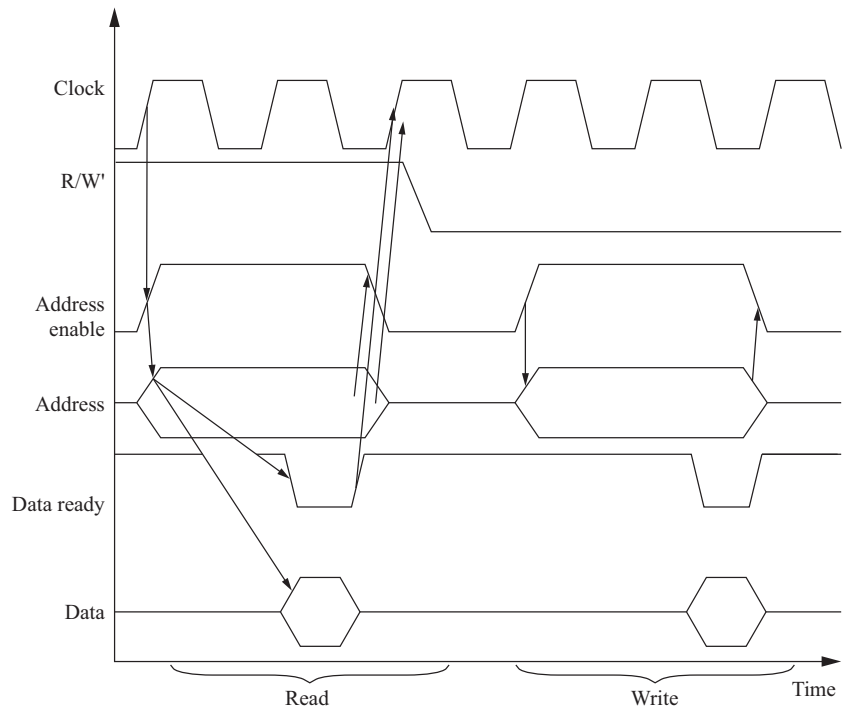 Clock
R/W'
Address
enable
Address
Data ready
Data
Read
Write
Time